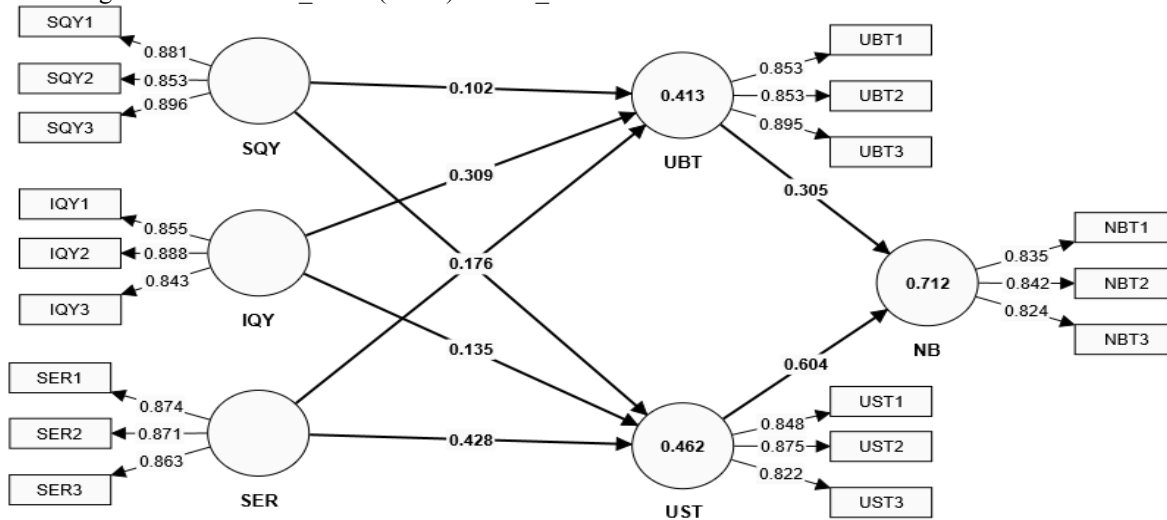 SQY1
SQY2
SQY3
0.881
0.853
0.896
SQY
IQY1
IQY2
IQY3
0.855
0.888
0.843
IQY
SER1
SER2
SER3
0.874
0.871
0.863
SER
0.102
0.309
0.176
0.135
0.428
0.413
UBT
0.853
0.853
0.895
UBT1
UBT2
UBT3
0.462
UST
0.848
0.875
0.822
UST1
UST2
UST3
0.305
0.604
0.712
NB
0.835
0.842
0.824
NBT1
NBT2
NBT3